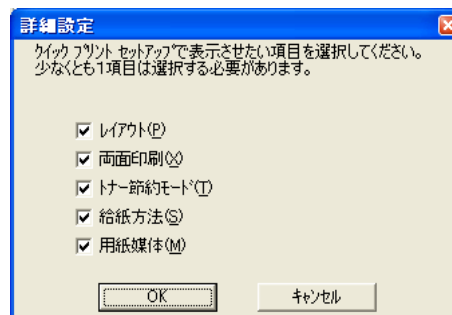 詳細設定
クイック プリント セットアップで表示させたい項目を選択してください。
少なくとも1項目は選択する必要があります。
レイアウト(P)
両面印刷(X)
トナー節約モード(T)
給紙方法(S)
用紙媒体(M)
OK
キャンセル